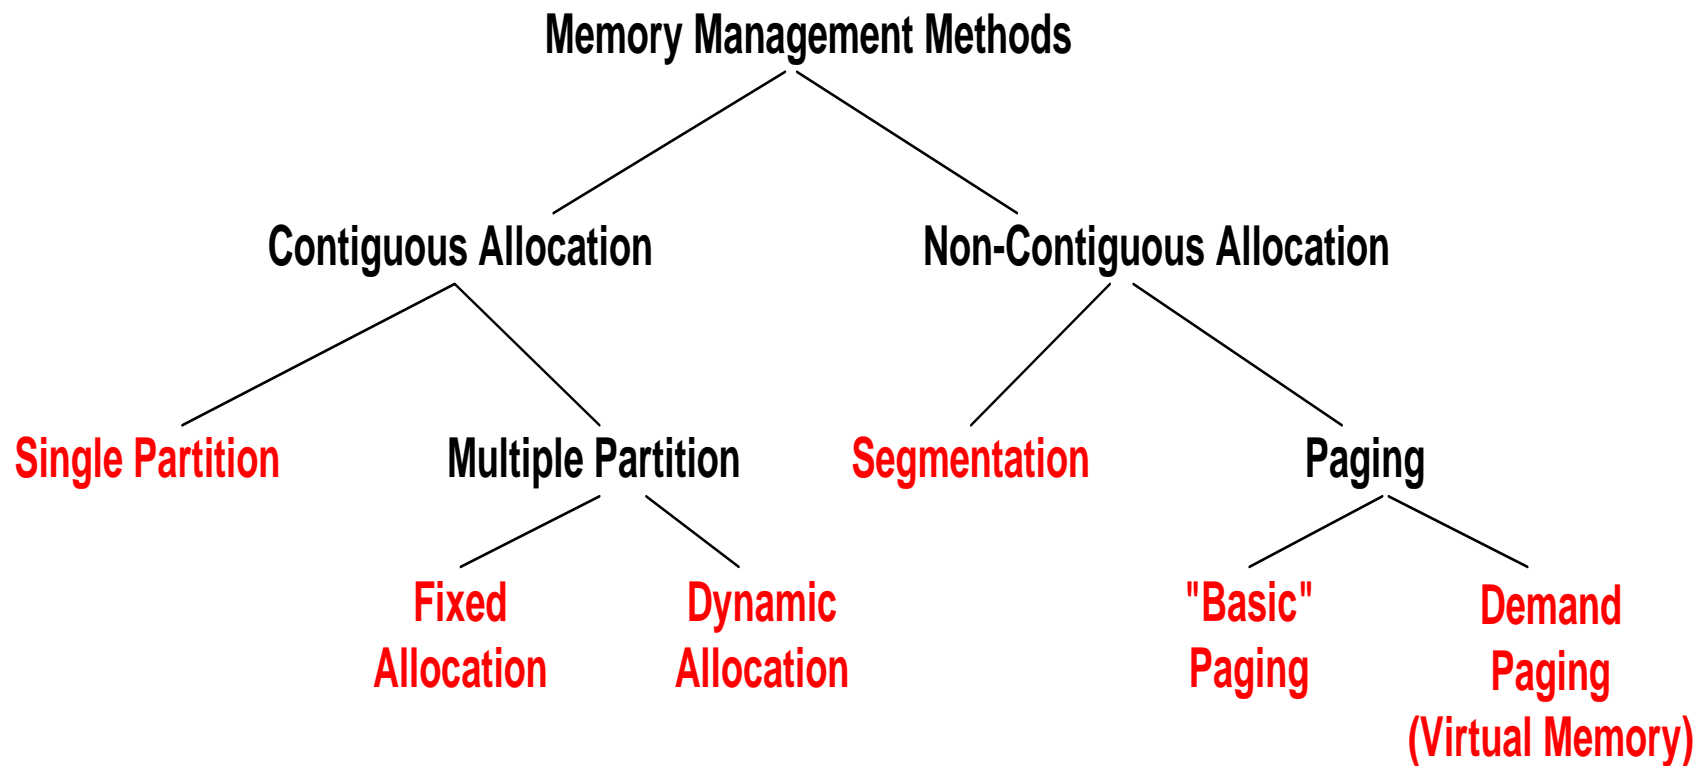 Memory Management Methods
Contiguous Allocation
Non-Contiguous Allocation
Single Partition
Multiple Partition
Segmentation
Paging
Fixed
Allocation
Dynamic
Allocation
"Basic"
Paging
Demand
Paging
(Virtual Memory)